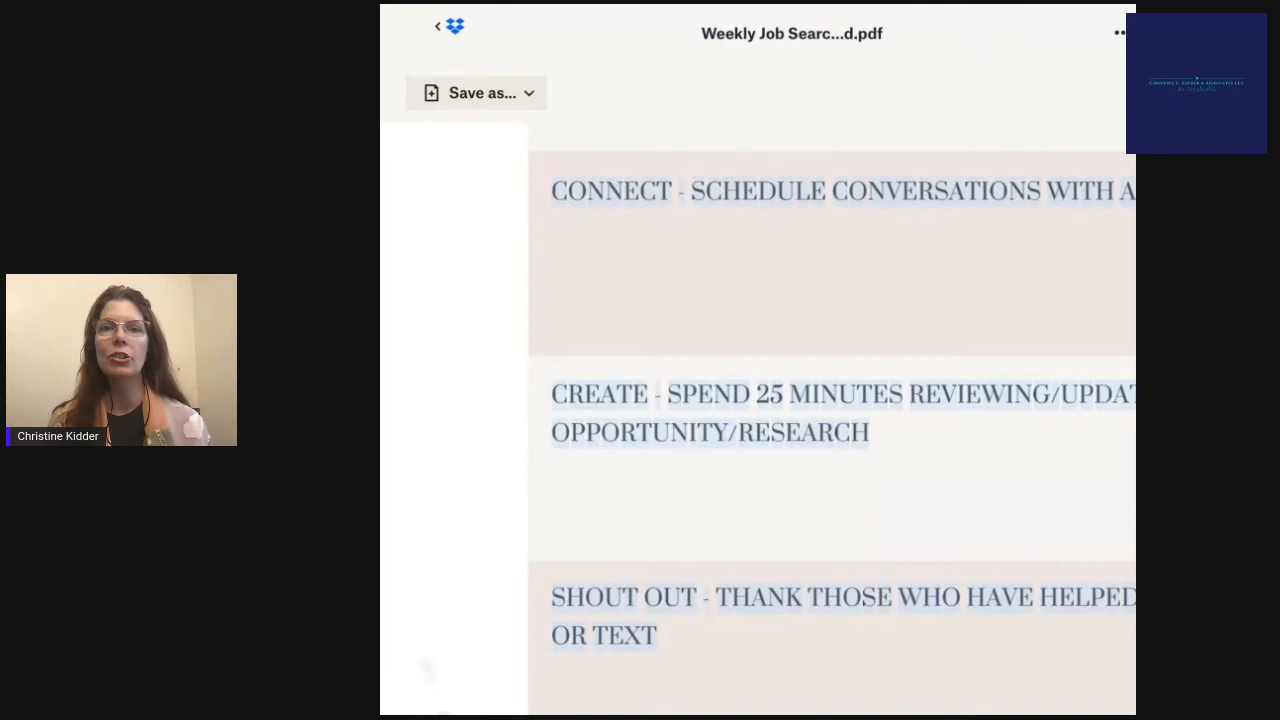 Weekly Job Searc...d.pdf
Save as...
CONNECT - SCHEDULE CONVERSATIONS WITH A
CREATE - SPEND 25 MINUTES REVIEWING/UPDAT
OPPORTUNITY/RESEARCH
SHOUT OUT - THANK THOSE WHO HAVE HELPED
OR TEXT
Christine Kidder